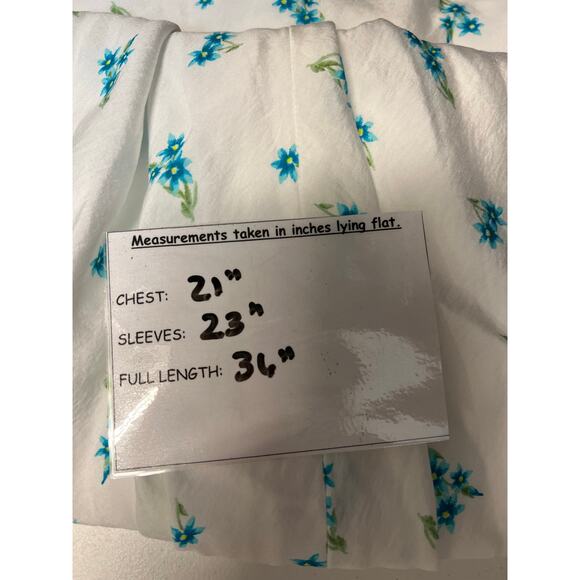 Measurements taken in inches lying flat.
CHEST: 21"
SLEEVES: 23"
FULL LENGTH: 36"